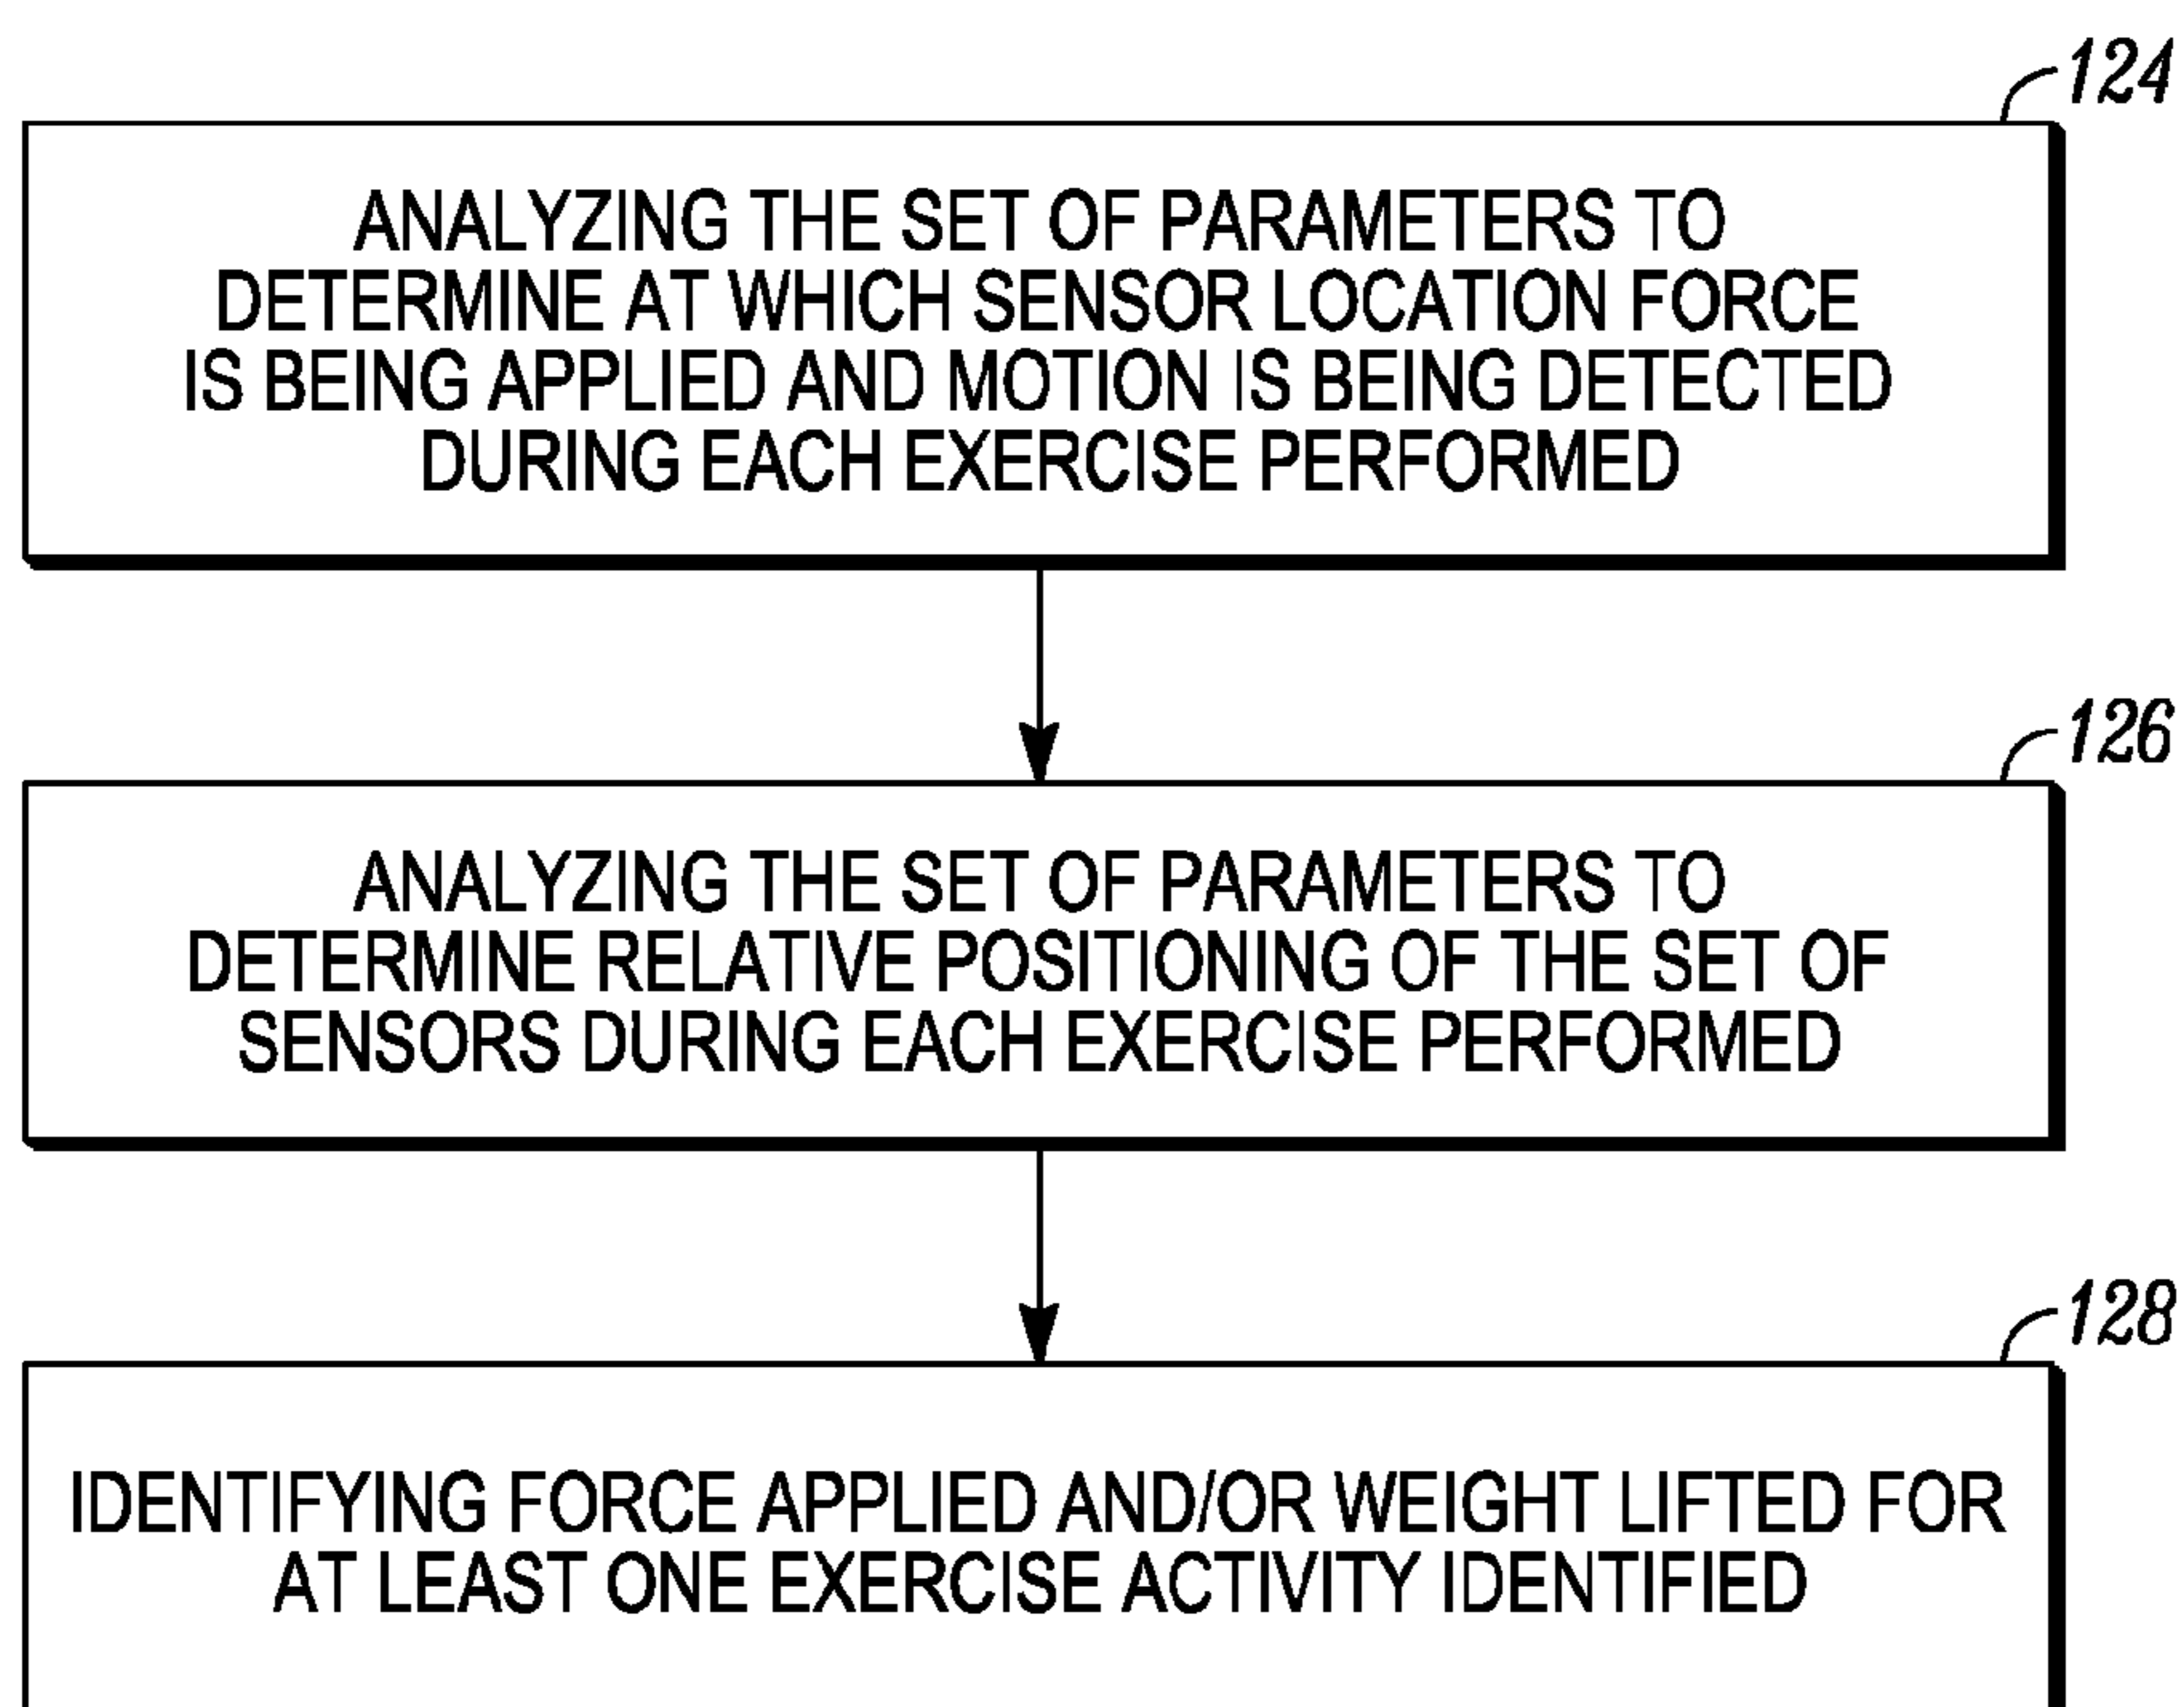 124
ANALYZING THE SET OF PARAMETERS TO
DETERMINE AT WHICH SENSOR LOCATION FORCE
IS BEING APPLIED AND MOTION IS BEING DETECTED
DURING EACH EXERCISE PERFORMED
126
ANALYZING THE SET OF PARAMETERS TO
DETERMINE RELATIVE POSITIONING OF THE SET OF
SENSORS DURING EACH EXERCISE PERFORMED
128
IDENTIFYING FORCE APPLIED AND/OR WEIGHT LIFTED FOR
AT LEAST ONE EXERCISE ACTIVITY IDENTIFIED